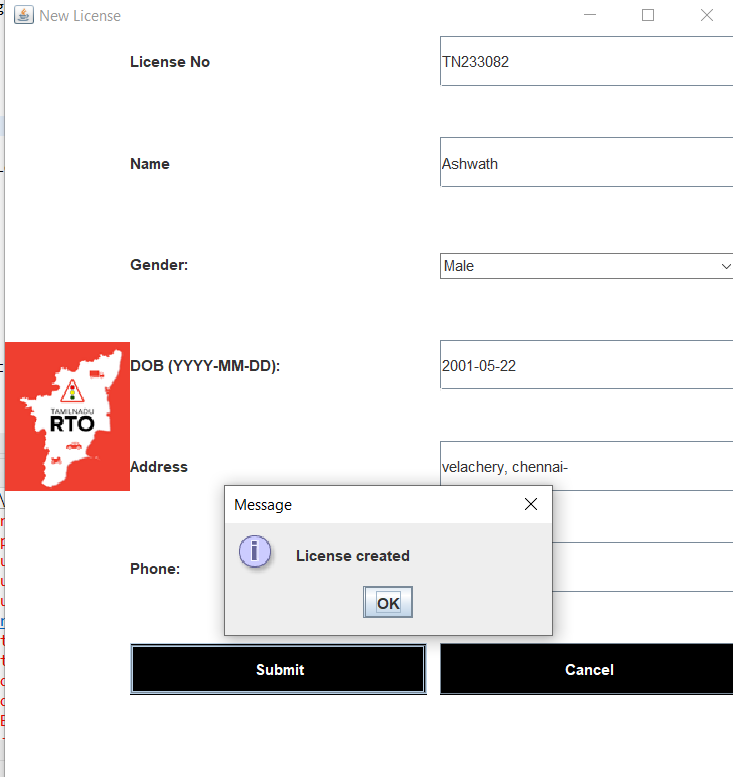 New License
License No
TN233082
Name
Ashwath
Gender:
Male
DOB (YYYY-MM-DD):
2001-05-22
TAMILNADU
RTO
Address
velachery, chennai-
Message
License created
OK
Phone:
Submit
Cancel